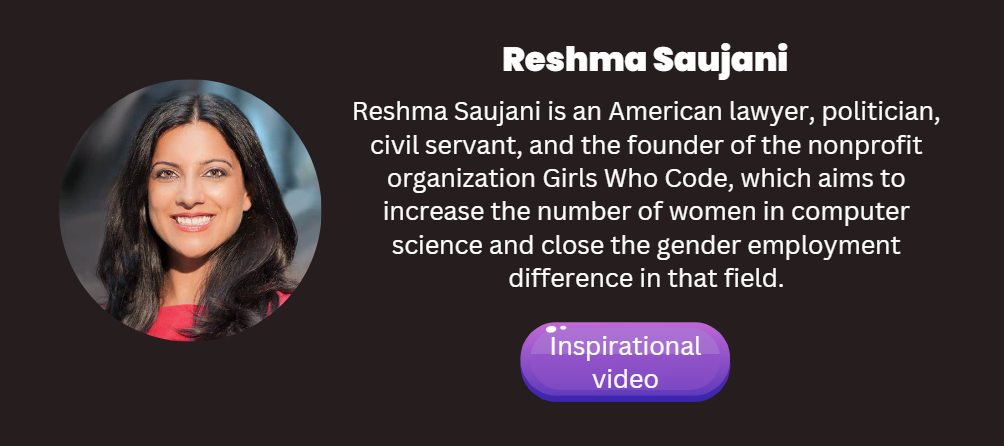 Reshma Saujani
Reshma Saujani is an American lawyer, politician,
civil servant, and the founder of the nonprofit
organization Girls Who Code, which aims to
increase the number of women in computer
science and close the gender employment
difference in that field.
Inspirational
video